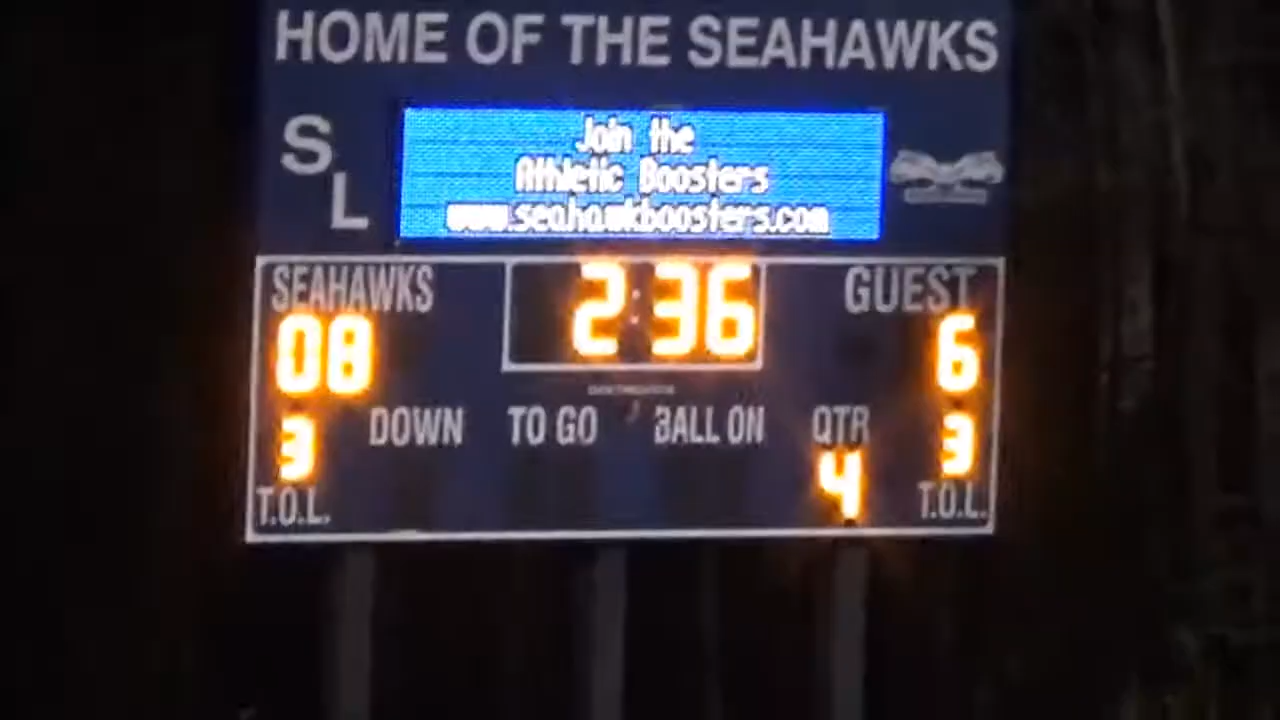 HOME OF THE SEAHAWKS
S
L
Join the
Athletic Boosters
www.seahawkboosters.com
SEAHAWKS 2:36 GUEST
08 6
DOWN TO GO BALL ON QTR
3 4 3
T.O.L. T.O.L.